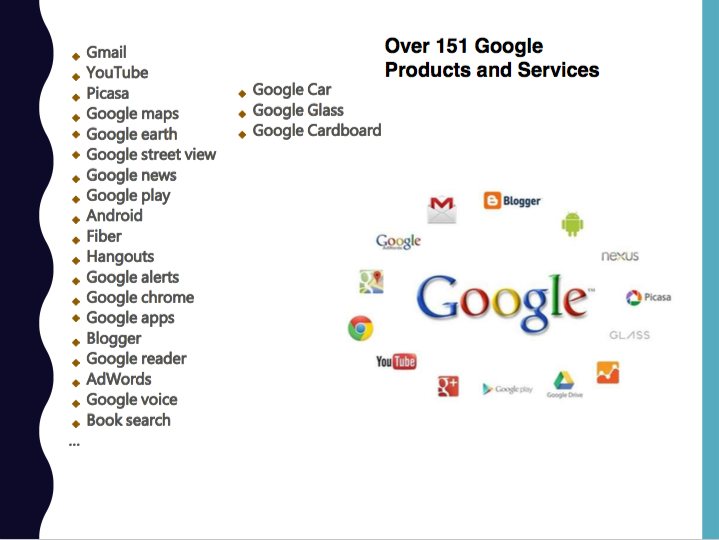 Over 151 Google
Products and Services
Gmail
YouTube
Picasa
Google maps
Google earth
Google street view
Google news
Google play
Android
Fiber
Hangouts
Google alerts
Google chrome
Google apps
Blogger
Google reader
AdWords
Google voice
Book search
...
Google Car
Google Glass
Google Cardboard
Blogger
nexus
Google
AdWords
Google™
Picasa
GLASS
YouTube
g+
Google play
Google Drive